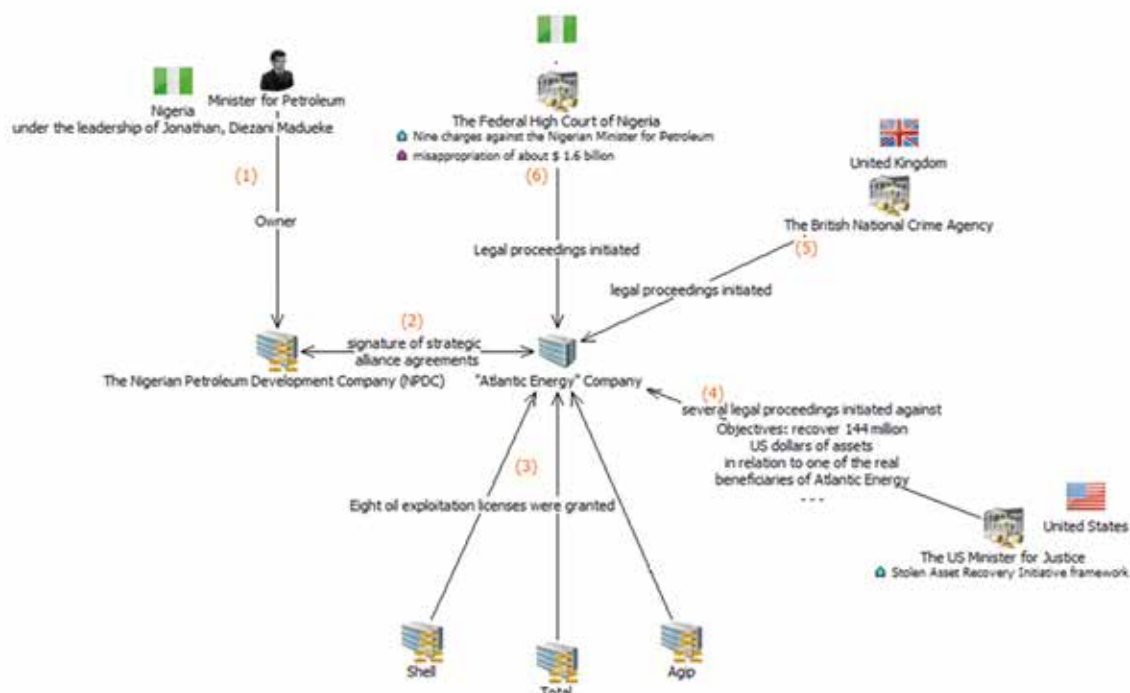 Minister for Petroleum
Nigeria
under the leadership of Jonathan, Diezani Madueke
(1)
Owner
The Federal High Court of Nigeria
Nine charges against the Nigerian Minister for Petroleum
misappropriation of about $ 1.6 billion
(6)
Legal proceedings initiated
United Kingdom
The British National Crime Agency
(5)
legal proceedings initiated
(2)
signature of strategic
alliance agreements
The Nigerian Petroleum Development Company (NPDC)
"Atlantic Energy" Company
(4)
several legal proceedings initiated against
Objectives: recover 144 million
US dollars of assets
in relation to one of the real
beneficiaries of Atlantic Energy
- - -
(3)
Eight oil exploitation licenses were granted
United States
The US Minister for Justice
Stolen Asset Recovery Initiative framework
Shell
Total
Agip